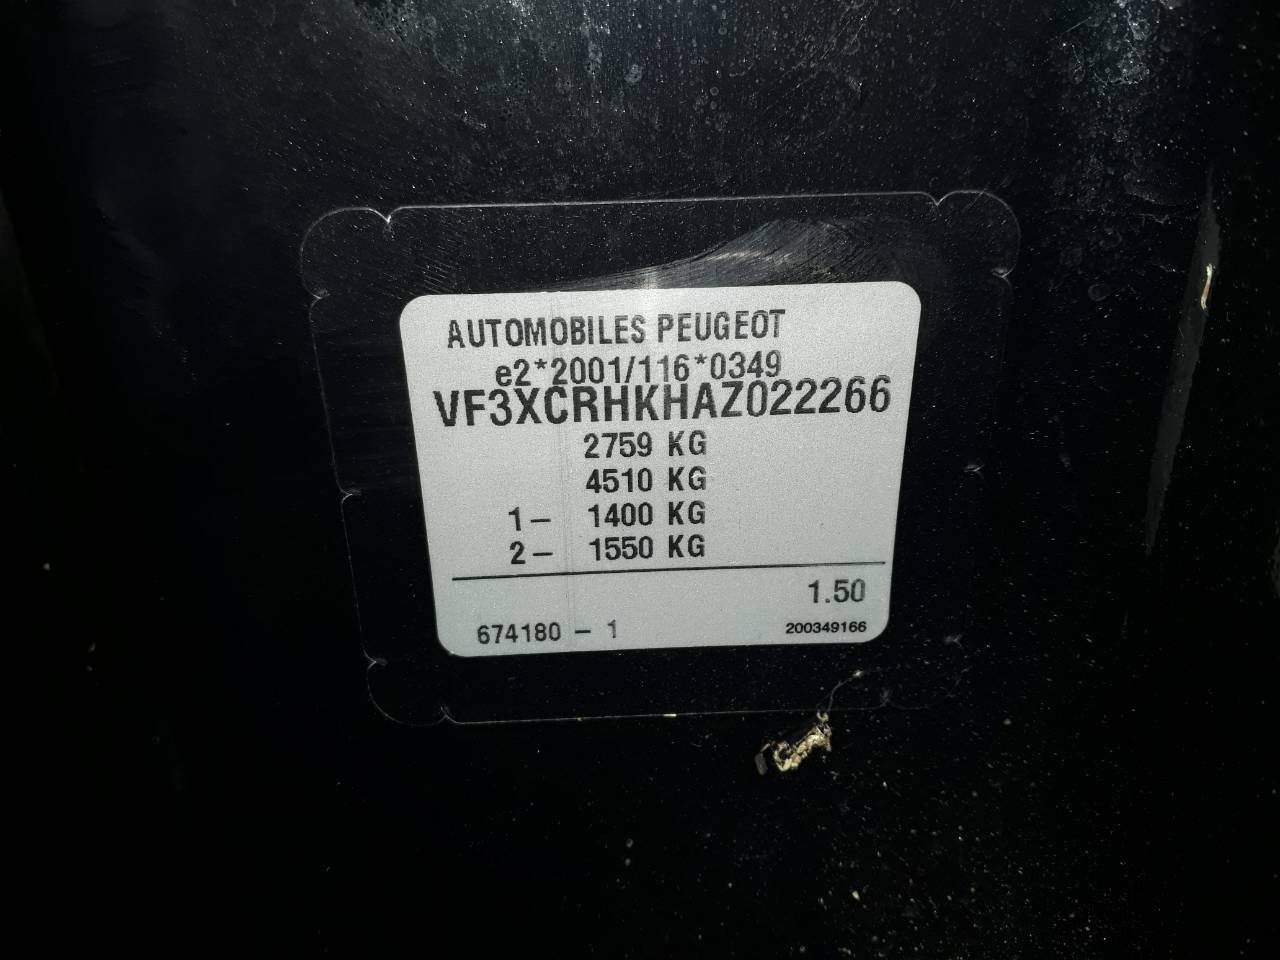 AUTOMOBILES PEUGEOT
e2*2001/116*0349
VF3XCRHKHAZ022266
2759 KG
4510 KG
1- 1400 KG
2- 1550 KG
1.50
674180 - 1 200349166